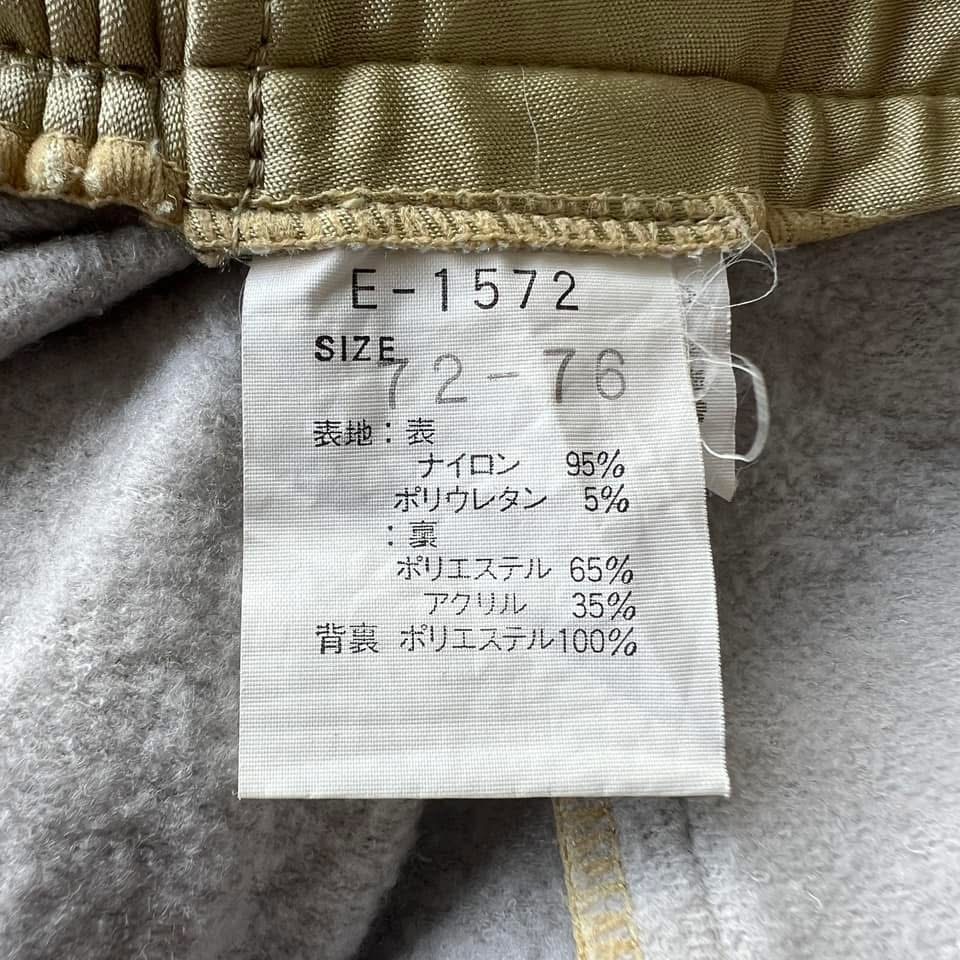 E-1572
SIZE
72-76
表地:表
ナイロン 95%
ポリウレタン 5%
:裏
ポリエステル 65%
アクリル 35%
背裏 ポリエステル100%